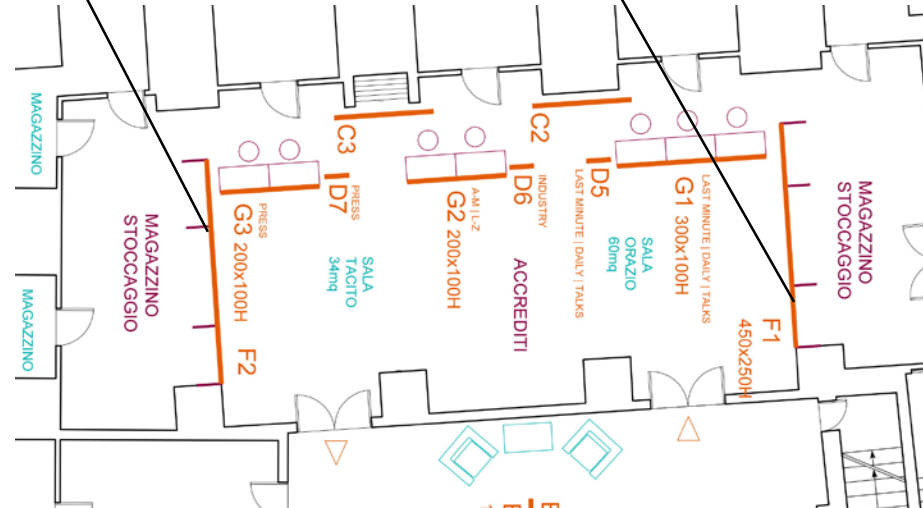 MAGAZZINO
MAGAZZINO
MAGAZZINO
STOCCAGGIO
G3 200x100H
PRESS
F2
C3
D7
PRESS
SALA
TACITO
34mq
G2 200x100H
A-M | L-Z
ACCREDITI
C2
D6
INDUSTRY
D5
LAST MINUTE | DAILY | TALKS
SALA
ORAZIO
60mq
G1 300x100H
LAST MINUTE | DAILY | TALKS
F1
450x250H
MAGAZZINO
STOCCAGGIO